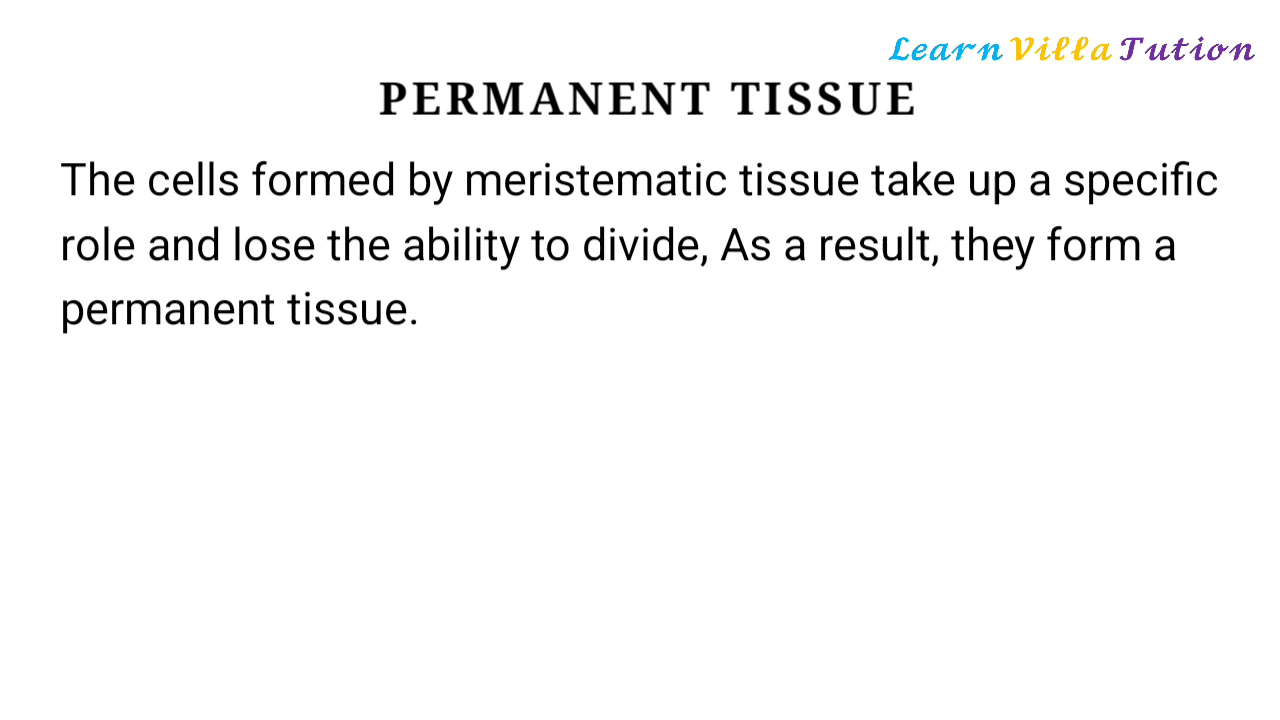 Learn Villa Tution
PERMANENT TISSUE
The cells formed by meristematic tissue take up a specific
role and lose the ability to divide, As a result, they form a
permanent tissue.